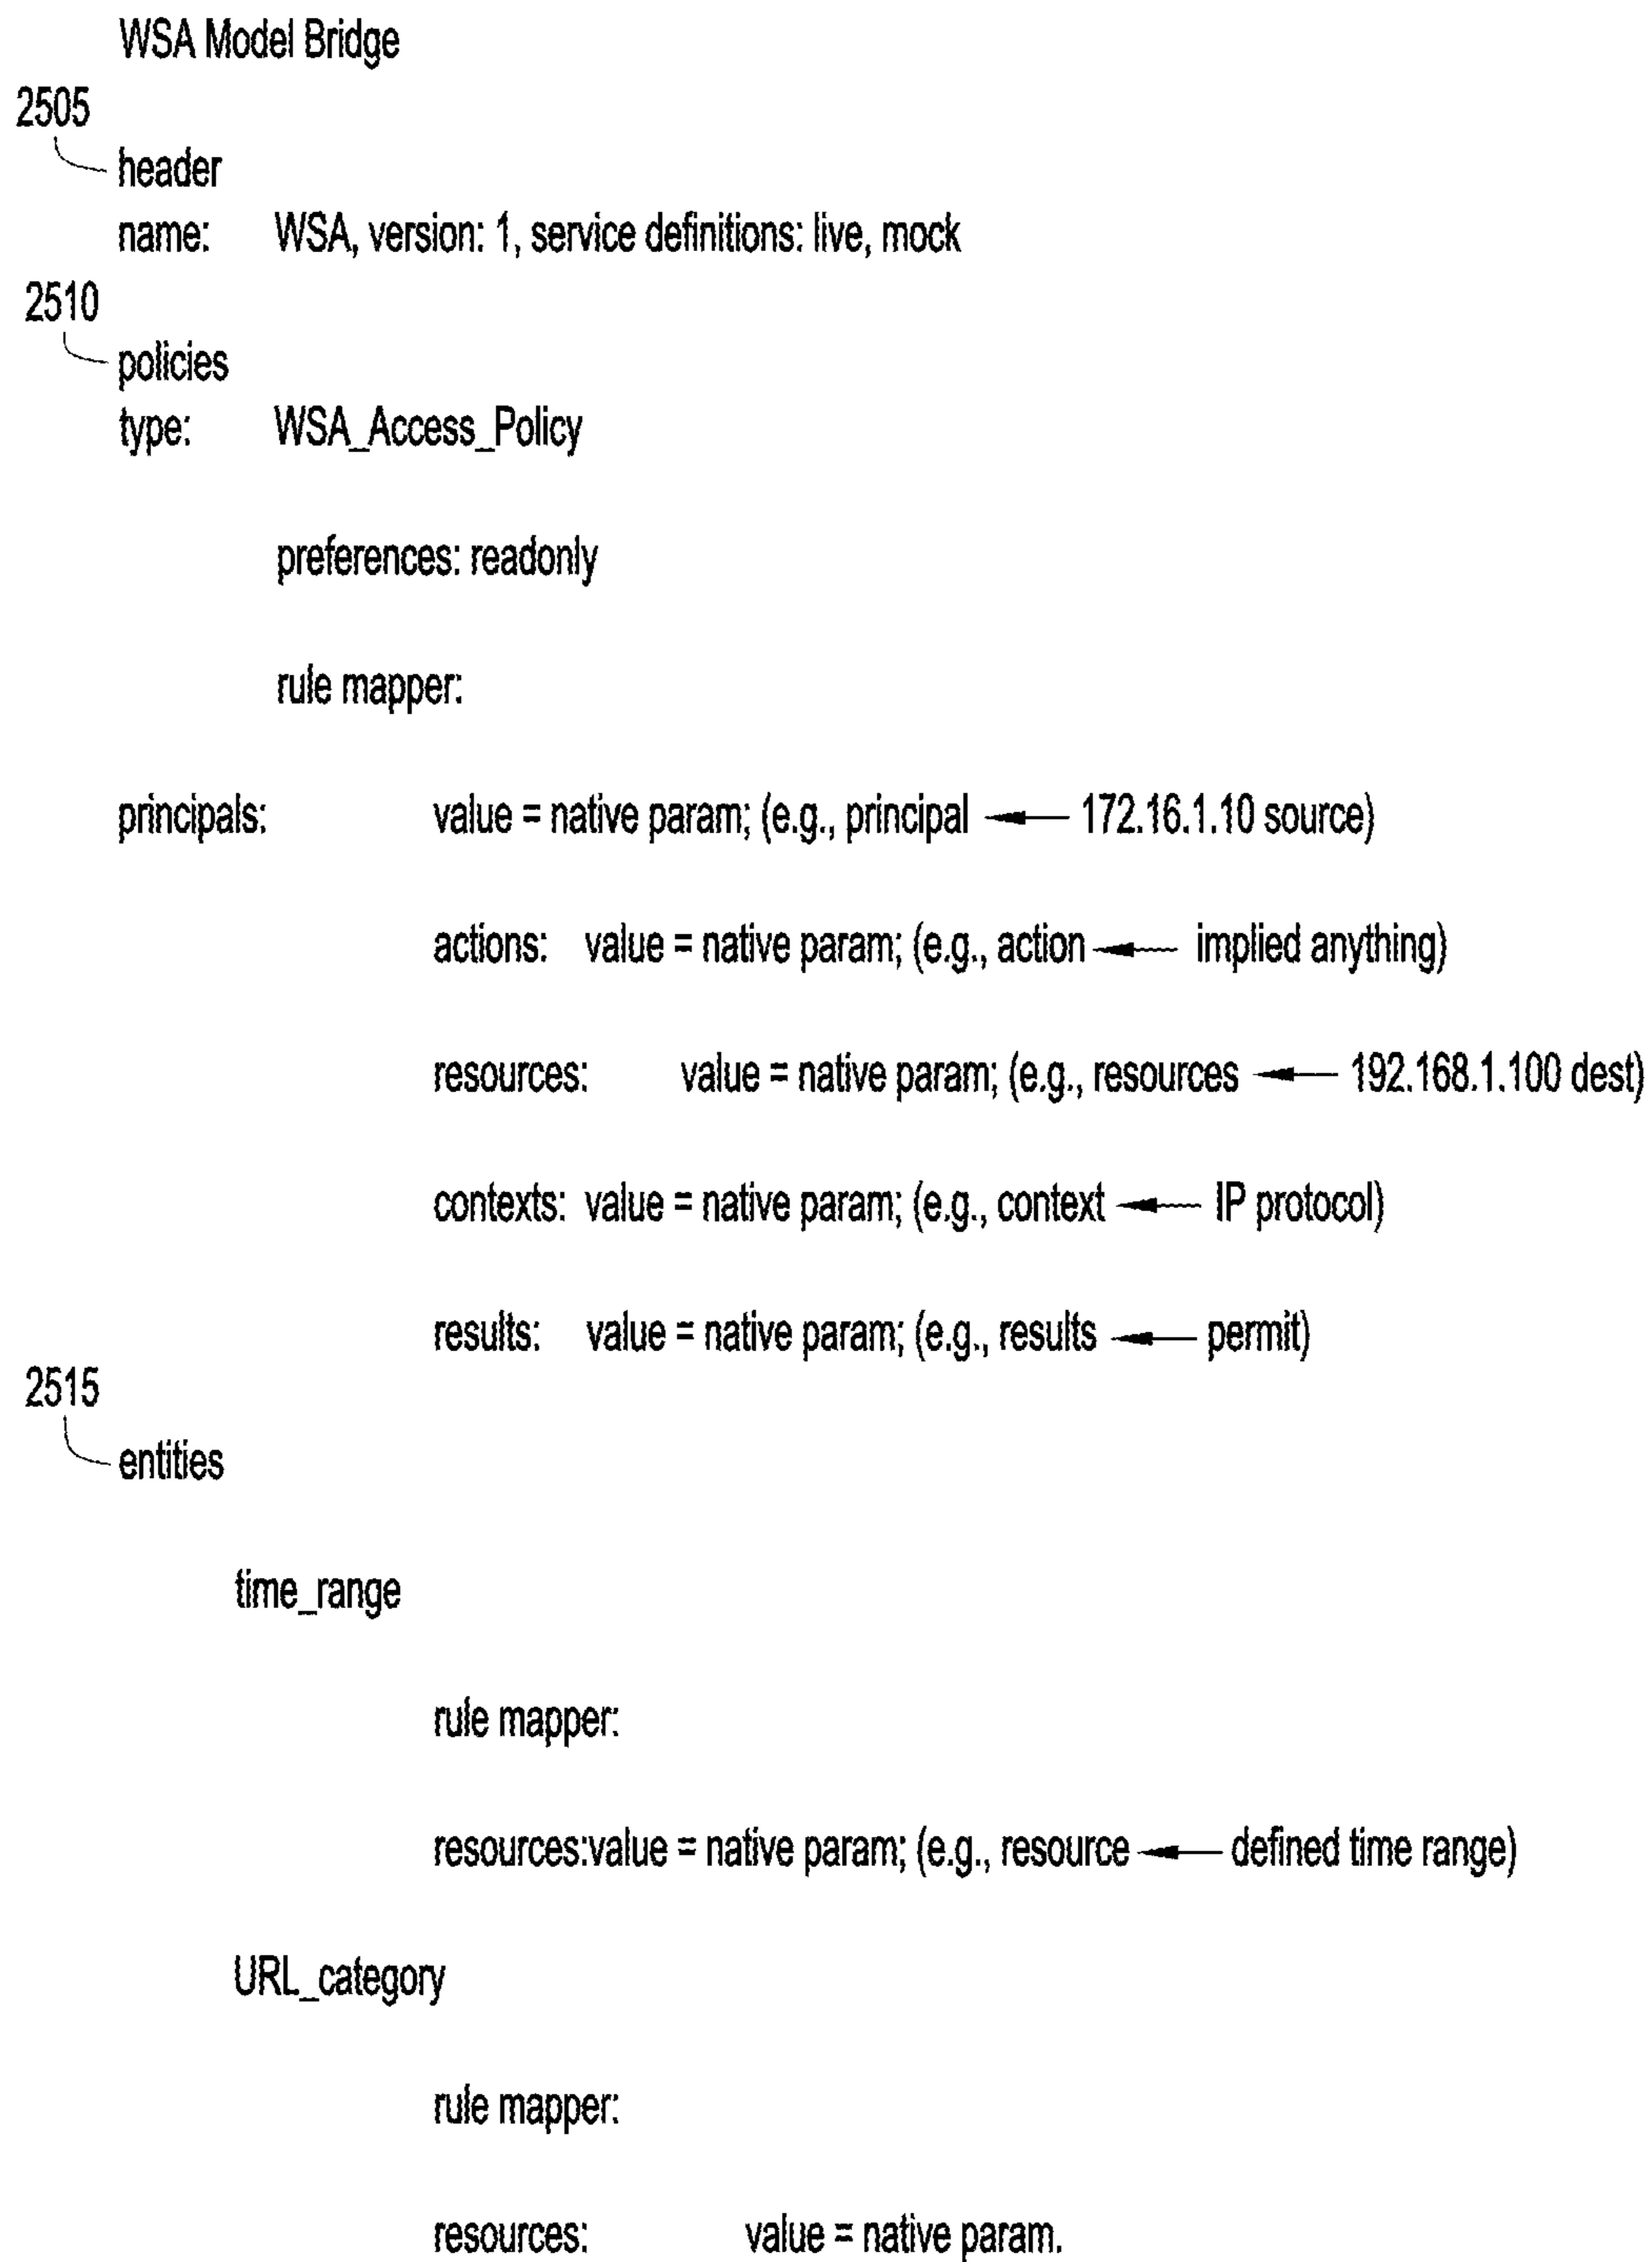 WSA Model Bridge
2505
header
name: WSA, version: 1, service definitions: live, mock
2510
policies
type: WSA_Access_Policy
preferences: readonly
rule mapper:
principals: value = native param; (e.g., principal ← 172.16.1.10 source)
actions: value = native param; (e.g., action ← implied anything)
resources: value = native param; (e.g., resources ← 192.168.1.100 dest)
contexts: value = native param; (e.g., context ← IP protocol)
results: value = native param; (e.g., results ← permit)
2515
entities
time_range
rule mapper:
resources:value = native param; (e.g., resource ← defined time range)
URL_category
rule mapper:
resources: value = native param.